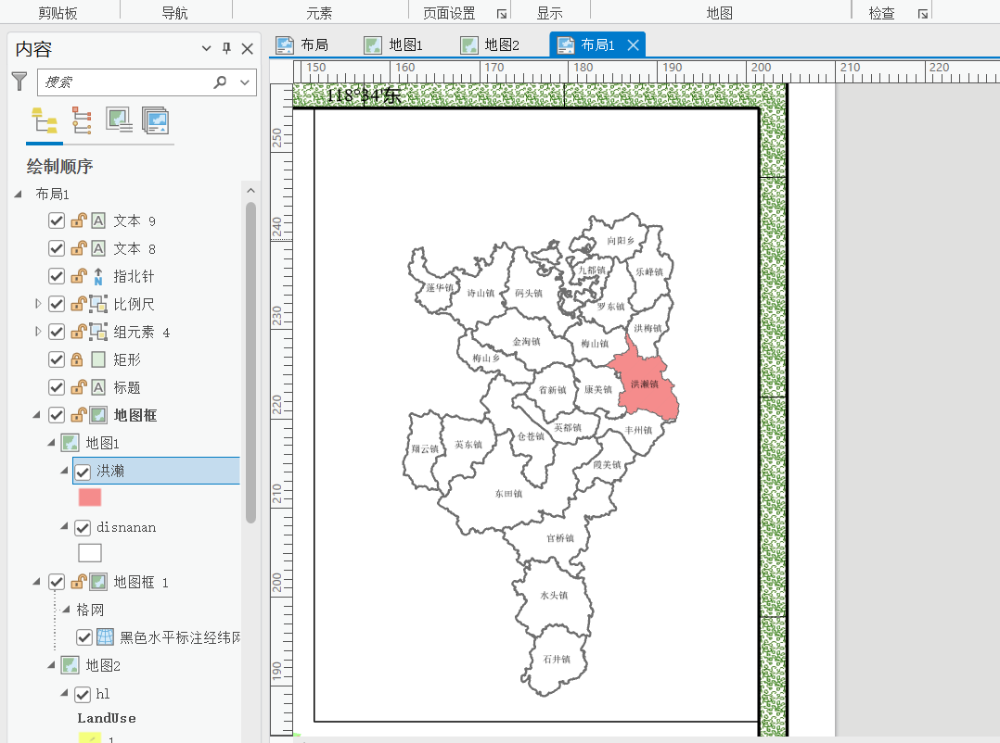 剪贴板 导航 元素 页面设置 显示 地图 检查
内容
布局 地图1 地图2 布局1
搜索
150 160 170 180 190 200 210 220
118°34'东
绘制顺序
布局1
文本 9
文本 8
指北针
比例尺
组元素 4
矩形
标题
地图框
地图1
洪濑
disnanan
地图框 1
格网
黑色水平标注经纬网
地图2
hl
LandUse
1
250
240
230
220
210
200
190
向阳乡
九都镇
乐峰镇
蓬华镇
诗山镇
码头镇
罗东镇
洪梅镇
金淘镇
梅山镇
梅山乡
洪濑镇
省新镇
康美镇
英都镇
丰州镇
仓苍镇
英东镇
翔云镇
霞美镇
东田镇
官桥镇
水头镇
石井镇